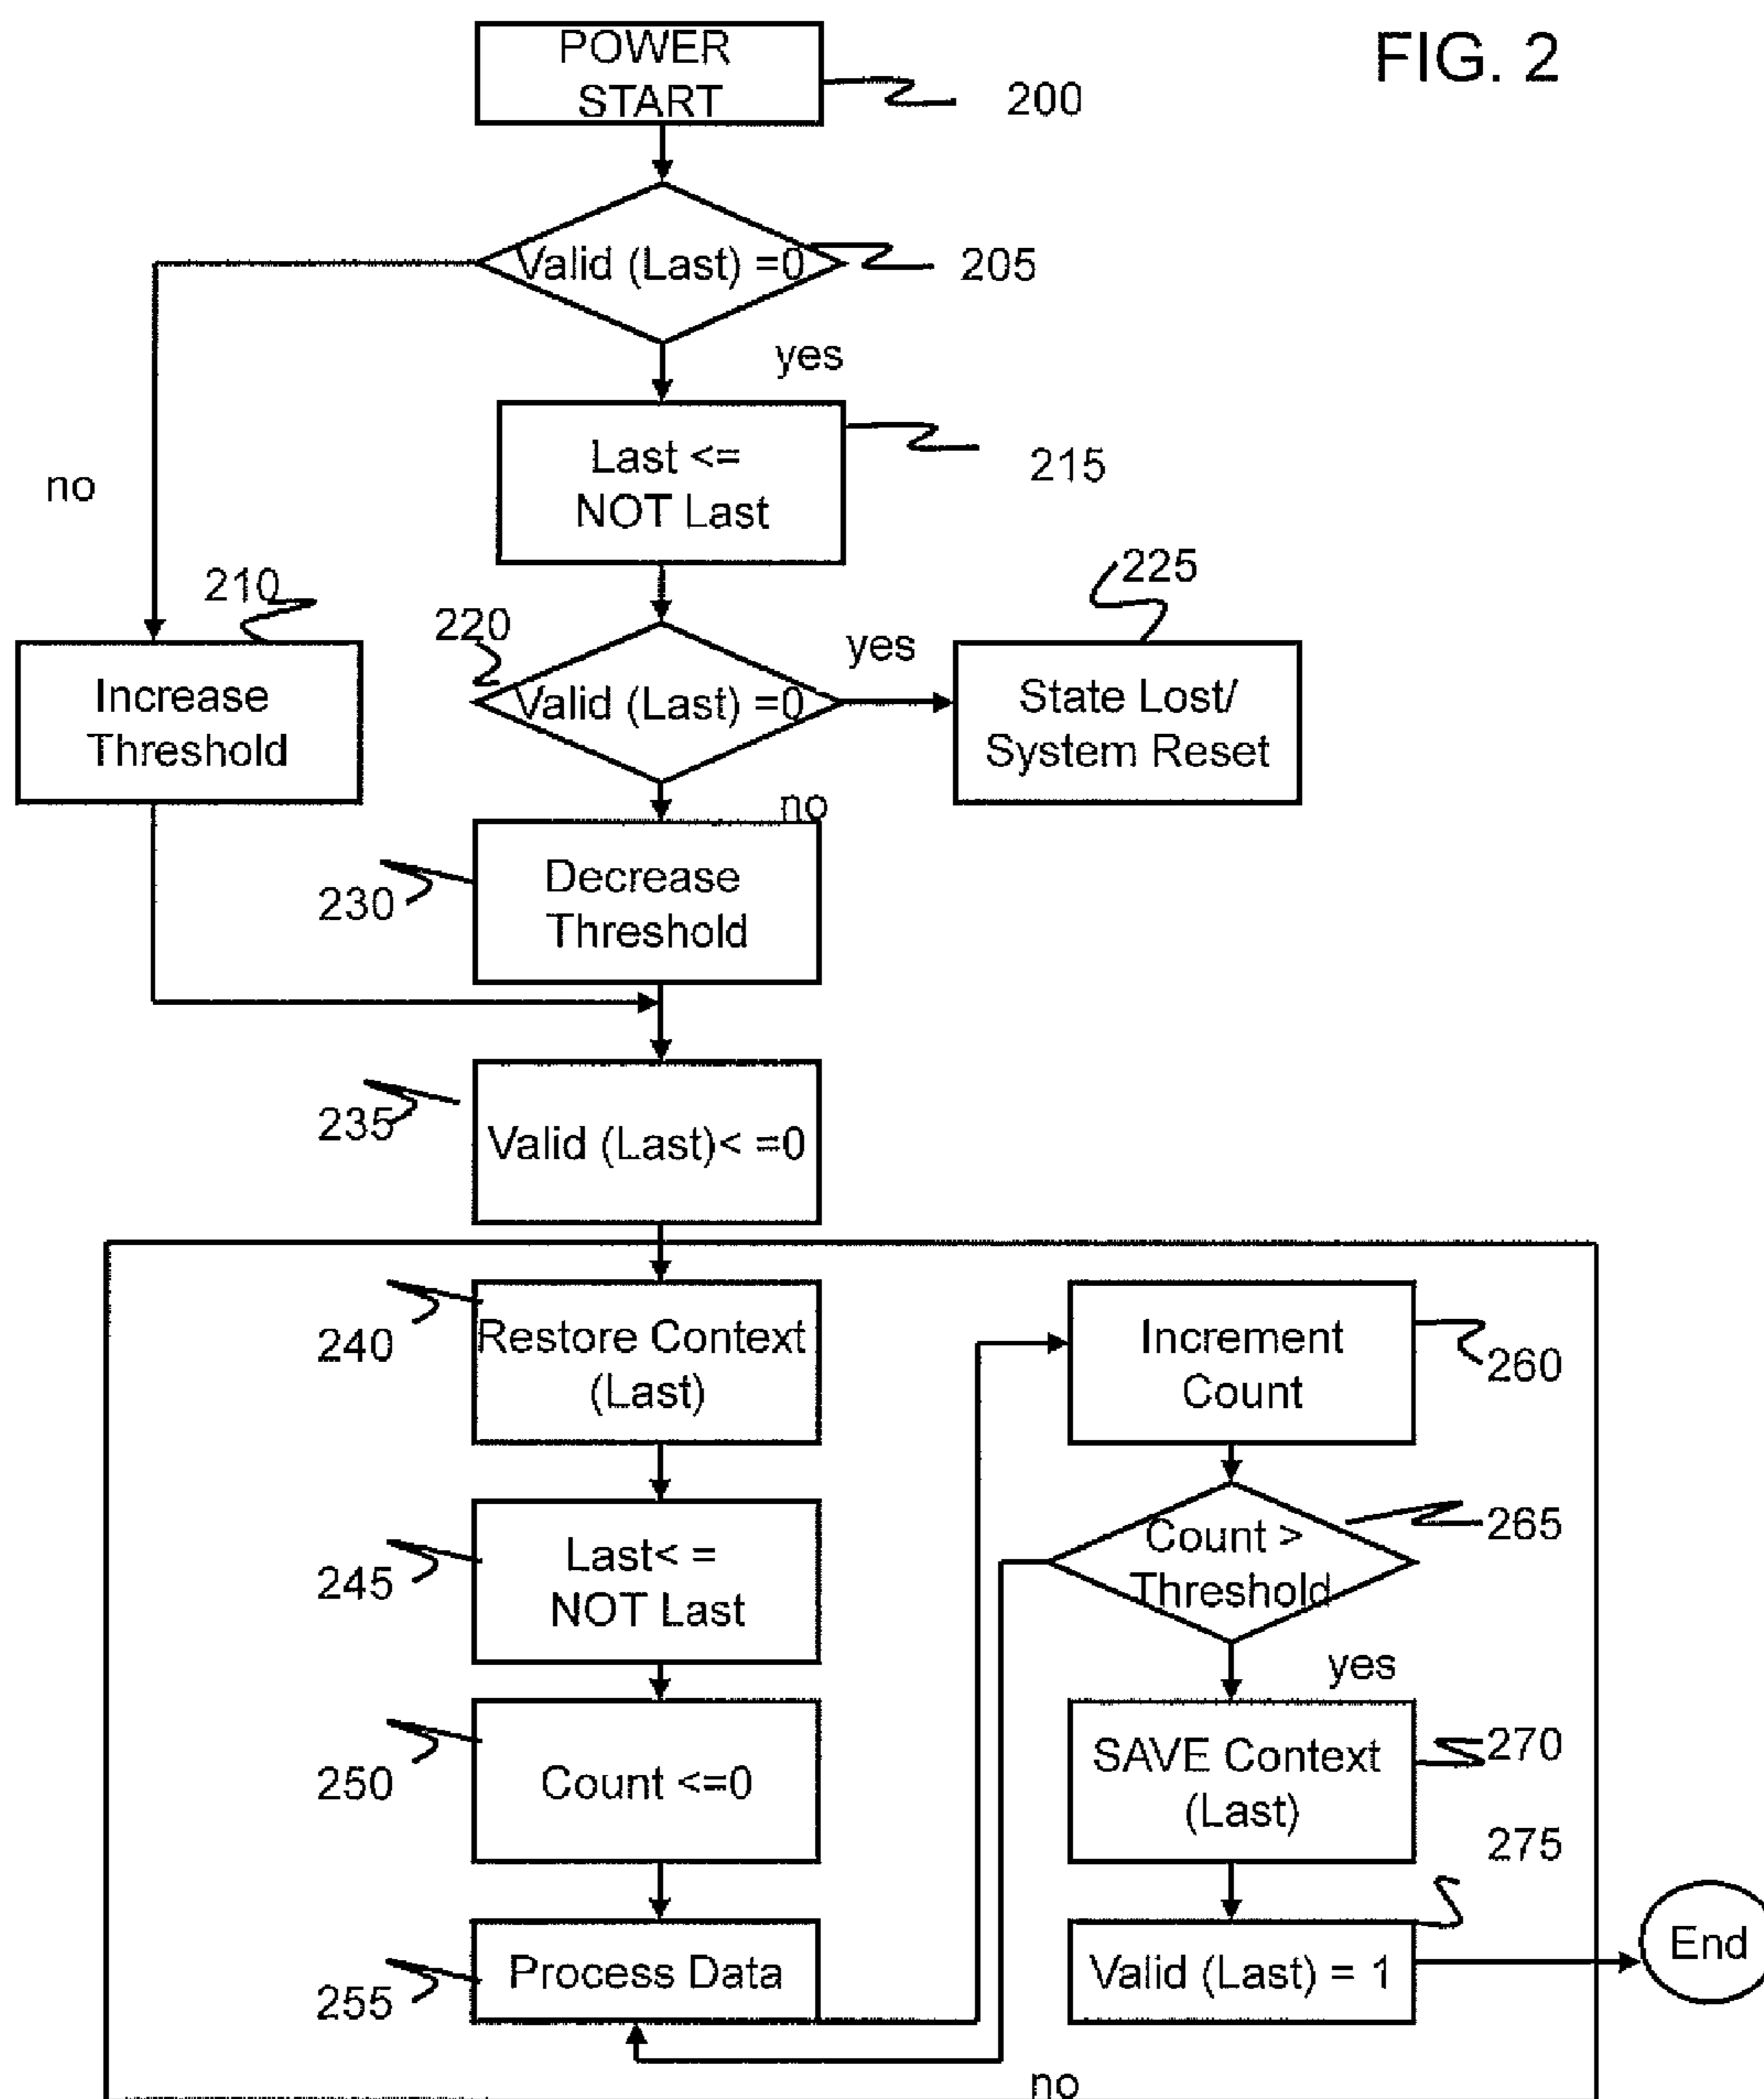 FIG. 2
POWER
START
200
Valid (Last) =0
205
yes
no
Last <=
NOT Last
215
210
Increase
Threshold
220
Valid (Last) =0
yes
225
State Lost/
System Reset
no
230
Decrease
Threshold
235
Valid (Last)< =0
240
Restore Context
(Last)
245
Last< =
NOT Last
250
Count <=0
255
Process Data
Increment
Count
260
Count >
Threshold
265
yes
no
SAVE Context
(Last)
270
275
Valid (Last) = 1
End